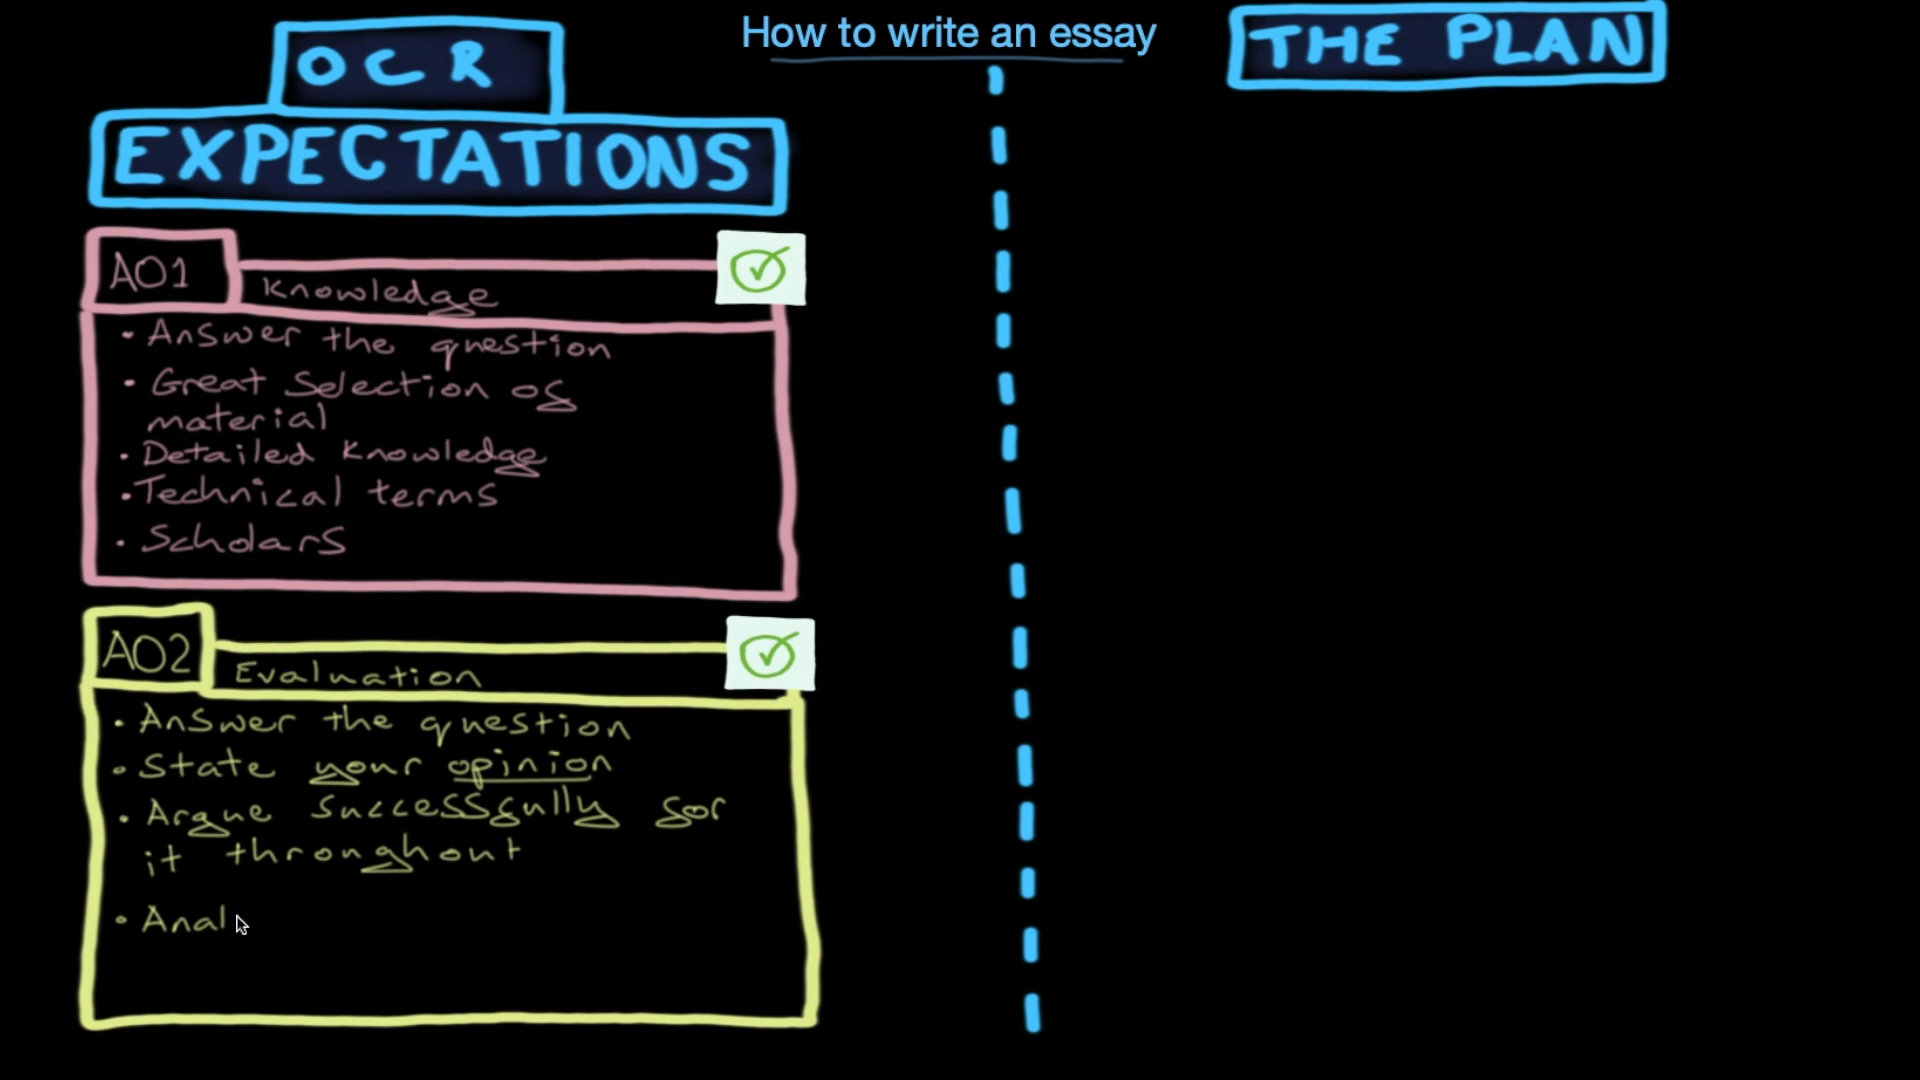 How to write an essay
OCR
EXPECTATIONS
AO1
Knowledge
• Answer the question
• Great selection of
material
• Detailed knowledge
• Technical terms
• Scholars
AO2
Evaluation
• Answer the question
• State your opinion
• Argue successfully for
it throughout
• Anal
THE PLAN